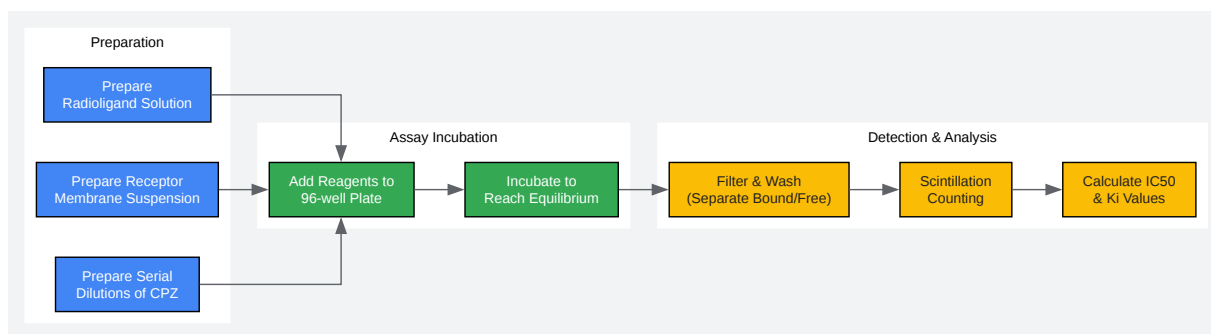 Preparation
Prepare
Radioligand Solution
Prepare Receptor
Membrane Suspension
Prepare Serial
Dilutions of CPZ
Assay Incubation
Add Reagents to
96-well Plate
Incubate to
Reach Equilibrium
Detection & Analysis
Filter & Wash
(Separate Bound/Free)
Scintillation
Counting
Calculate IC50
& Ki Values